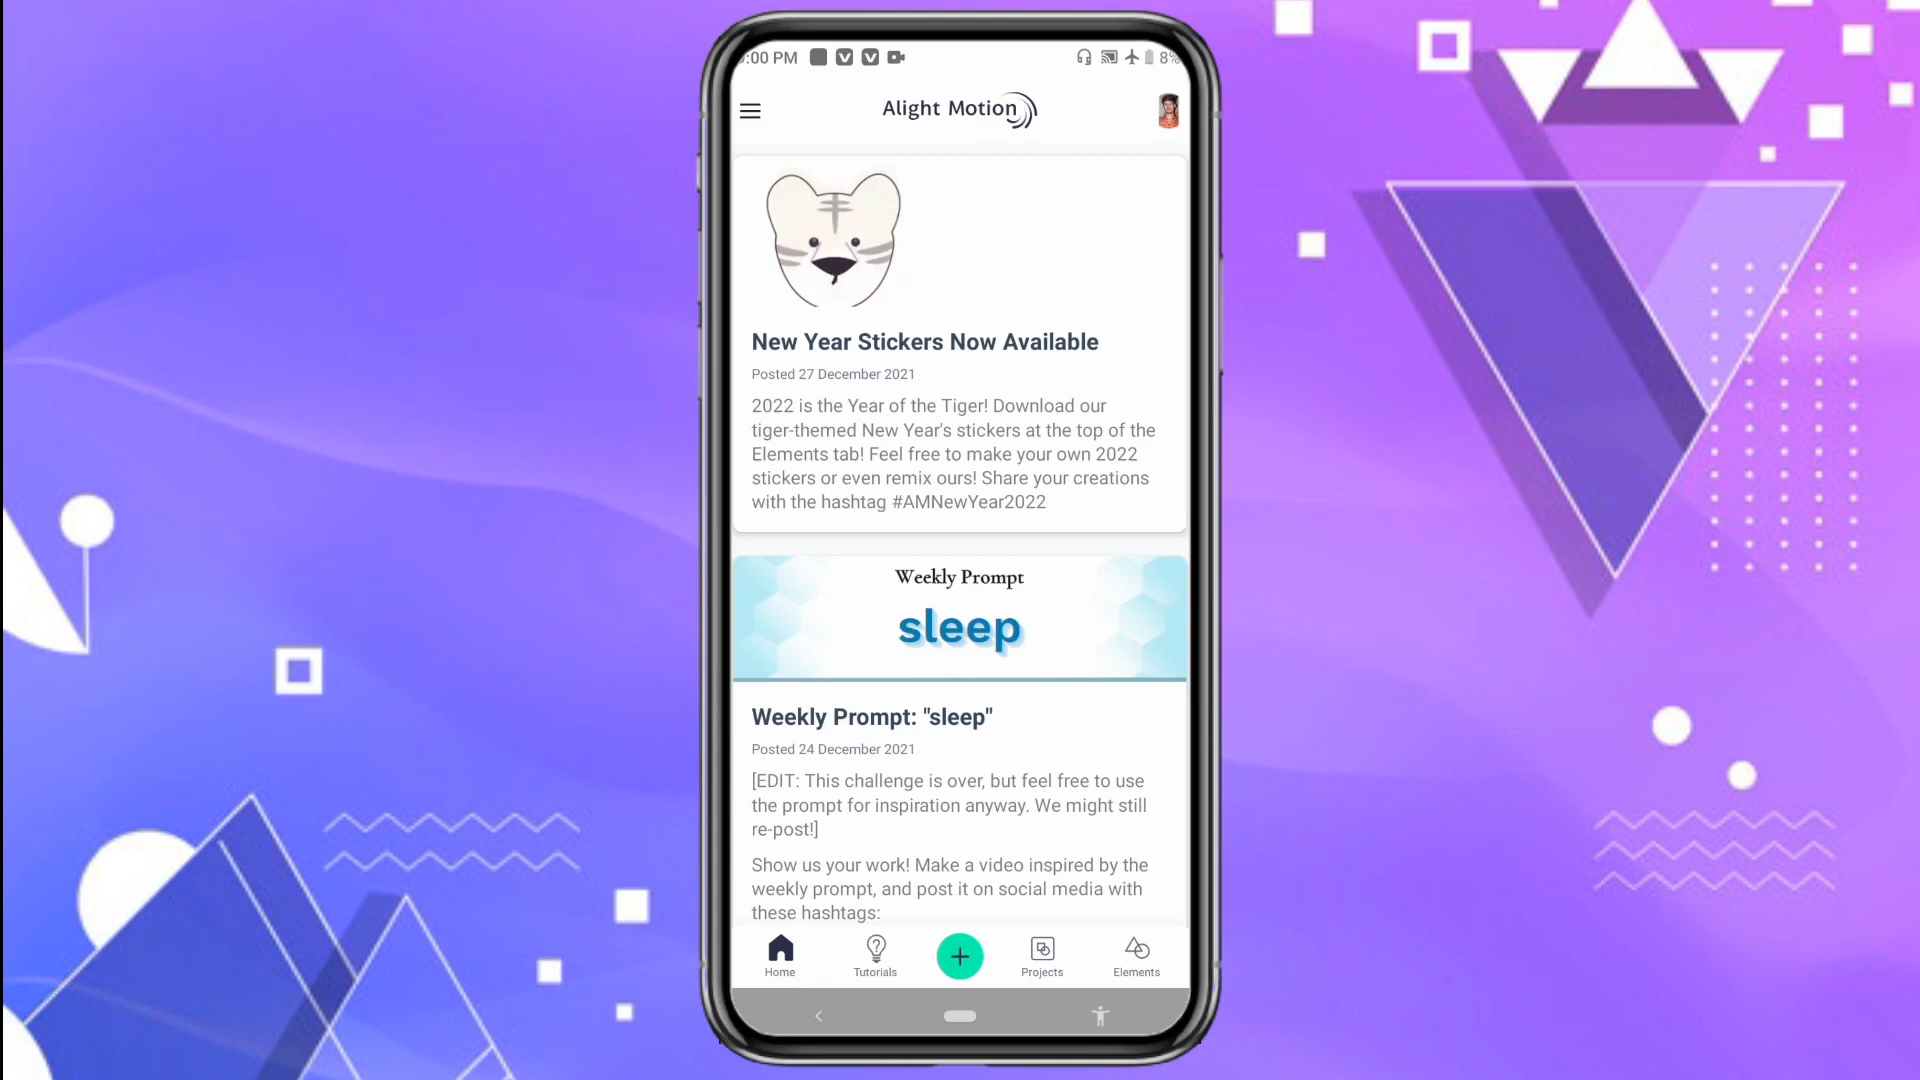 :00 PM 8%
Alight Motion
New Year Stickers Now Available
Posted 27 December 2021
2022 is the Year of the Tiger! Download our
tiger-themed New Year's stickers at the top of the
Elements tab! Feel free to make your own 2022
stickers or even remix ours! Share your creations
with the hashtag #AMNewYear2022
Weekly Prompt
sleep
Weekly Prompt: "sleep"
Posted 24 December 2021
[EDIT: This challenge is over, but feel free to use
the prompt for inspiration anyway. We might still
re-post!]
Show us your work! Make a video inspired by the
weekly prompt, and post it on social media with
these hashtags:
Home Tutorials Projects Elements